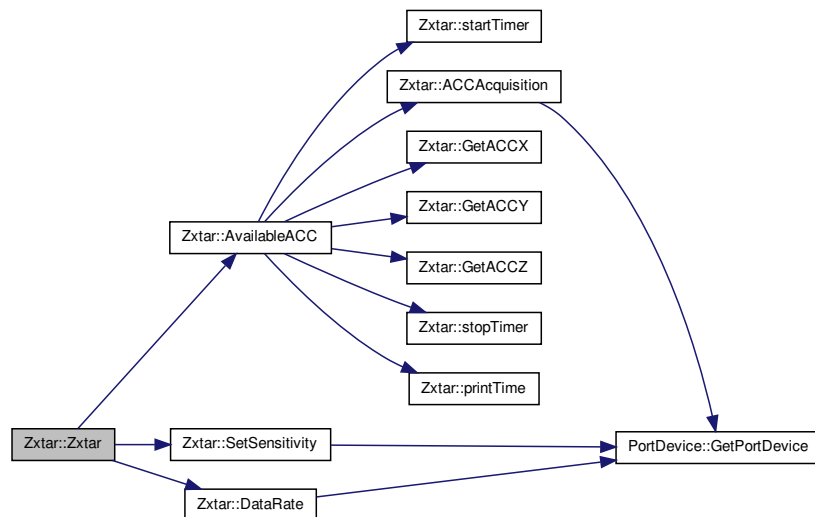 Zxtar::startTimer
Zxtar::ACCAcquisition
Zxtar::GetACCX
Zxtar::GetACCY
Zxtar::AvailableACC
Zxtar::GetACCZ
Zxtar::stopTimer
Zxtar::printTime
Zxtar::Zxtar
Zxtar::SetSensitivity
PortDevice::GetPortDevice
Zxtar::DataRate